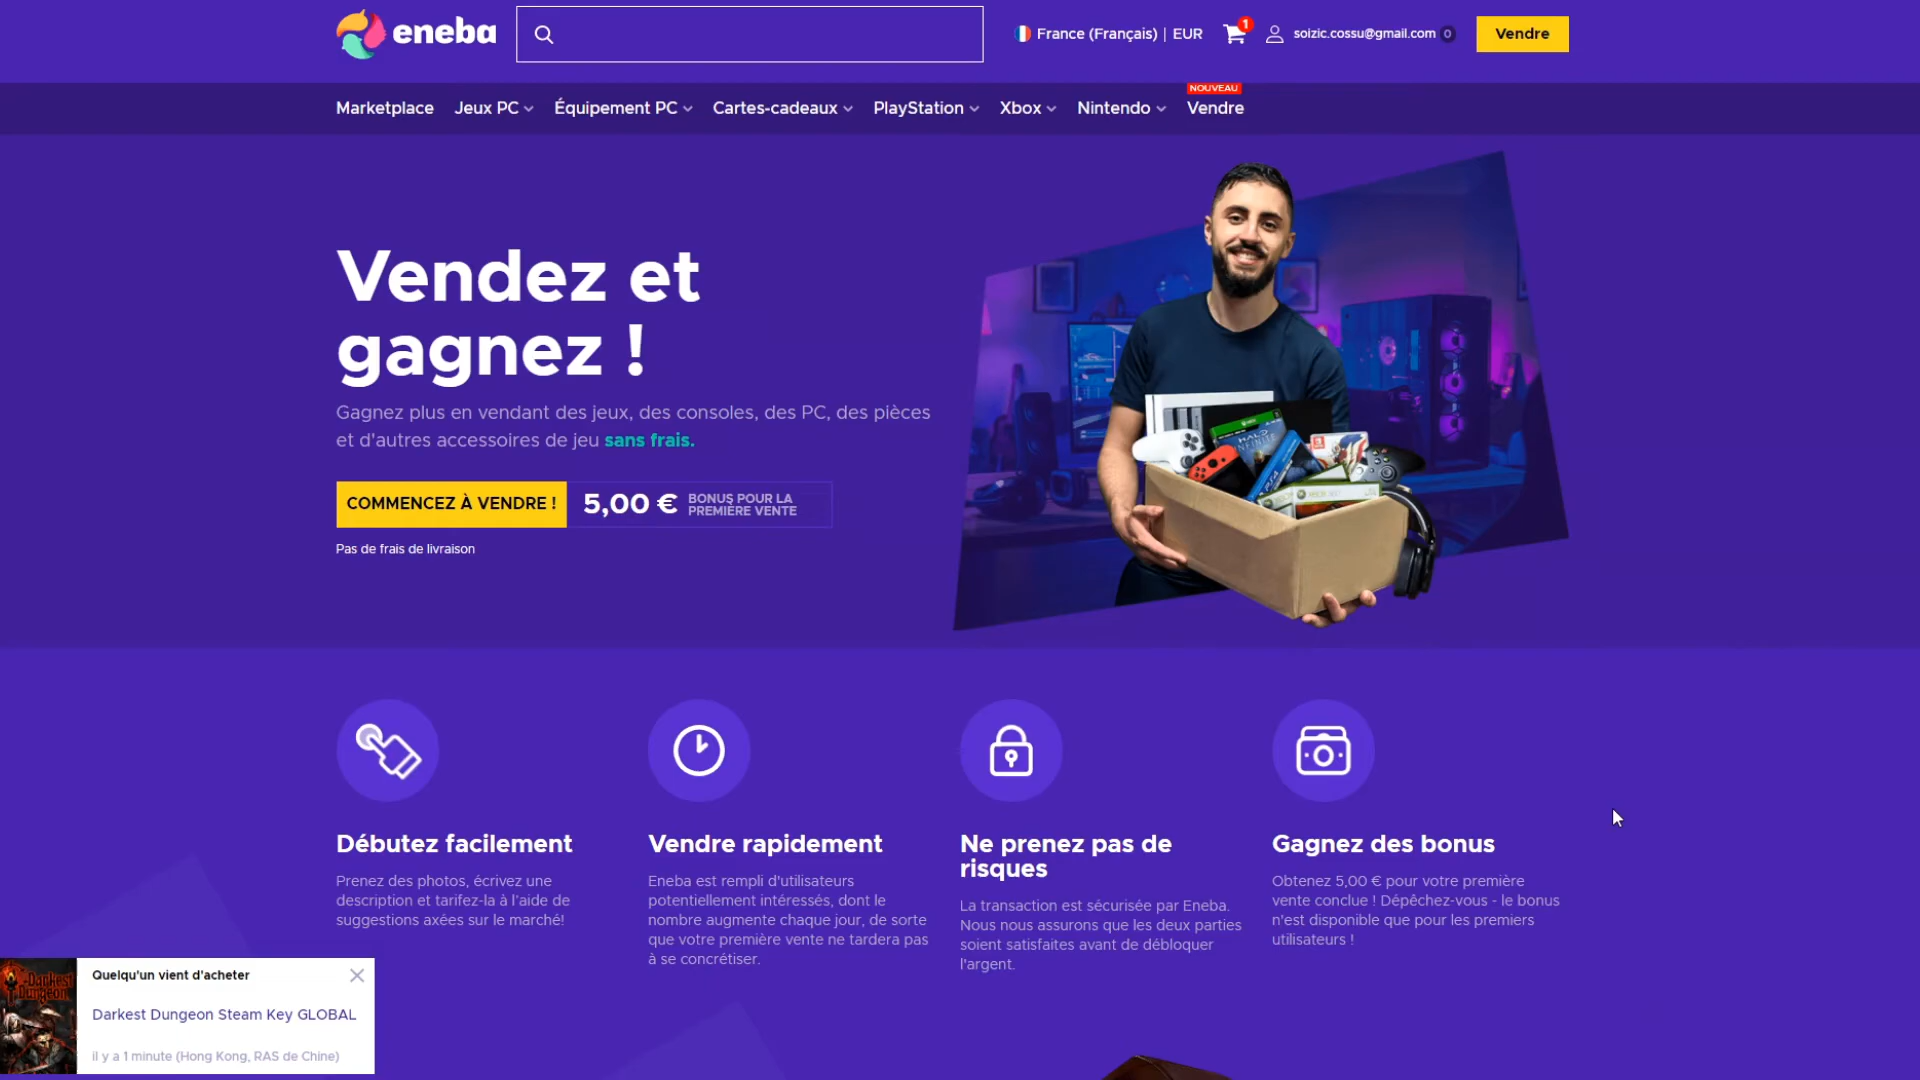 eneba
France (Français) | EUR
1
soizic.cossu@gmail.com 0
Vendre
NOUVEAU
Marketplace Jeux PC Équipement PC Cartes-cadeaux PlayStation Xbox Nintendo Vendre
Vendez et
gagnez !
Gagnez plus en vendant des jeux, des consoles, des PC, des pièces
et d'autres accessoires de jeu sans frais.
COMMENCEZ À VENDRE !
5,00 €
BONUS POUR LA
PREMIÈRE VENTE
Pas de frais de livraison
HALO
INFINITE
PS4
Débutez facilement
Prenez des photos, écrivez une
description et tarifez-la à l'aide de
suggestions axées sur le marché!
Vendre rapidement
Eneba est rempli d'utilisateurs
potentiellement intéressés, dont le
nombre augmente chaque jour, de sorte
que votre première vente ne tardera pas
à se concrétiser.
Ne prenez pas de
risques
La transaction est sécurisée par Eneba.
Nous nous assurons que les deux parties
soient satisfaites avant de débloquer
l'argent.
Gagnez des bonus
Obtenez 5,00 € pour votre première
vente conclue ! Dépêchez-vous - le bonus
n'est disponible que pour les premiers
utilisateurs !
Darkest
Dungeon
Quelqu'un vient d'acheter
Darkest Dungeon Steam Key GLOBAL
il y a 1 minute (Hong Kong, RAS de Chine)